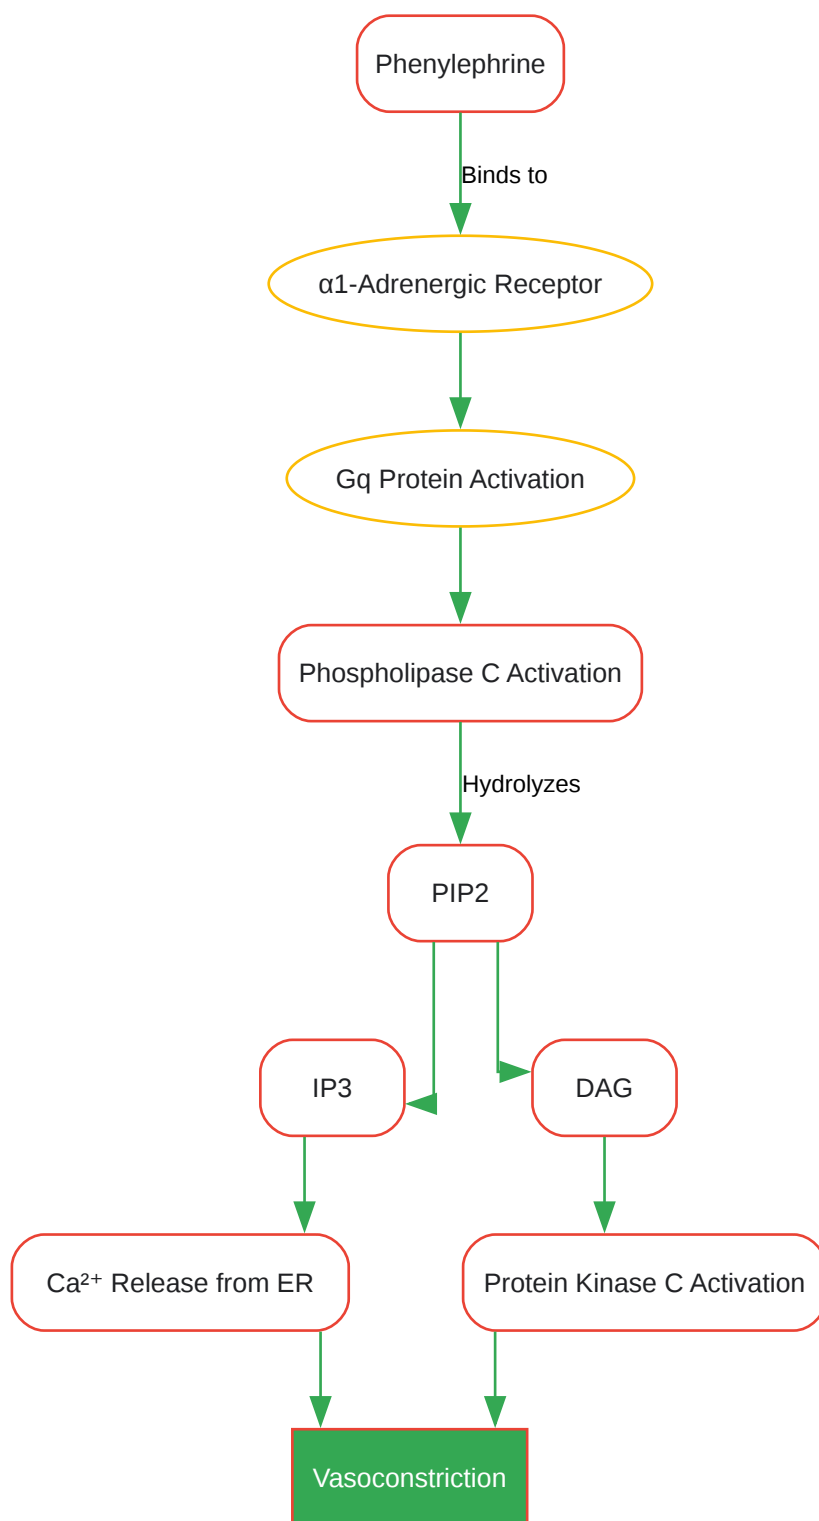 Phenylephrine
Binds to
α1-Adrenergic Receptor
Gq Protein Activation
Phospholipase C Activation
Hydrolyzes
PIP2
IP3
DAG
Ca²⁺ Release from ER
Protein Kinase C Activation
Vasoconstriction